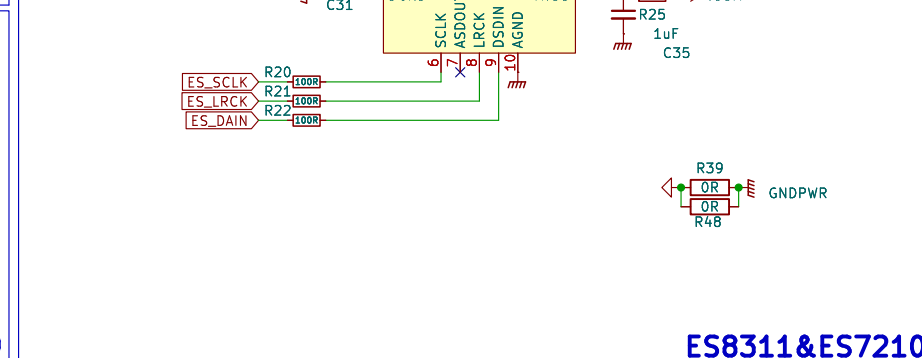 C31
R25
1uF
C35
SCLK
LRCK
DSDIN
AGND
6
7
8
9
10
ES_SCLK
R20
100R
ES_LRCK
R21
100R
ES_DAIN
R22
100R
R39
0R
GNDPWR
0R
R48
ES8311&ES7210